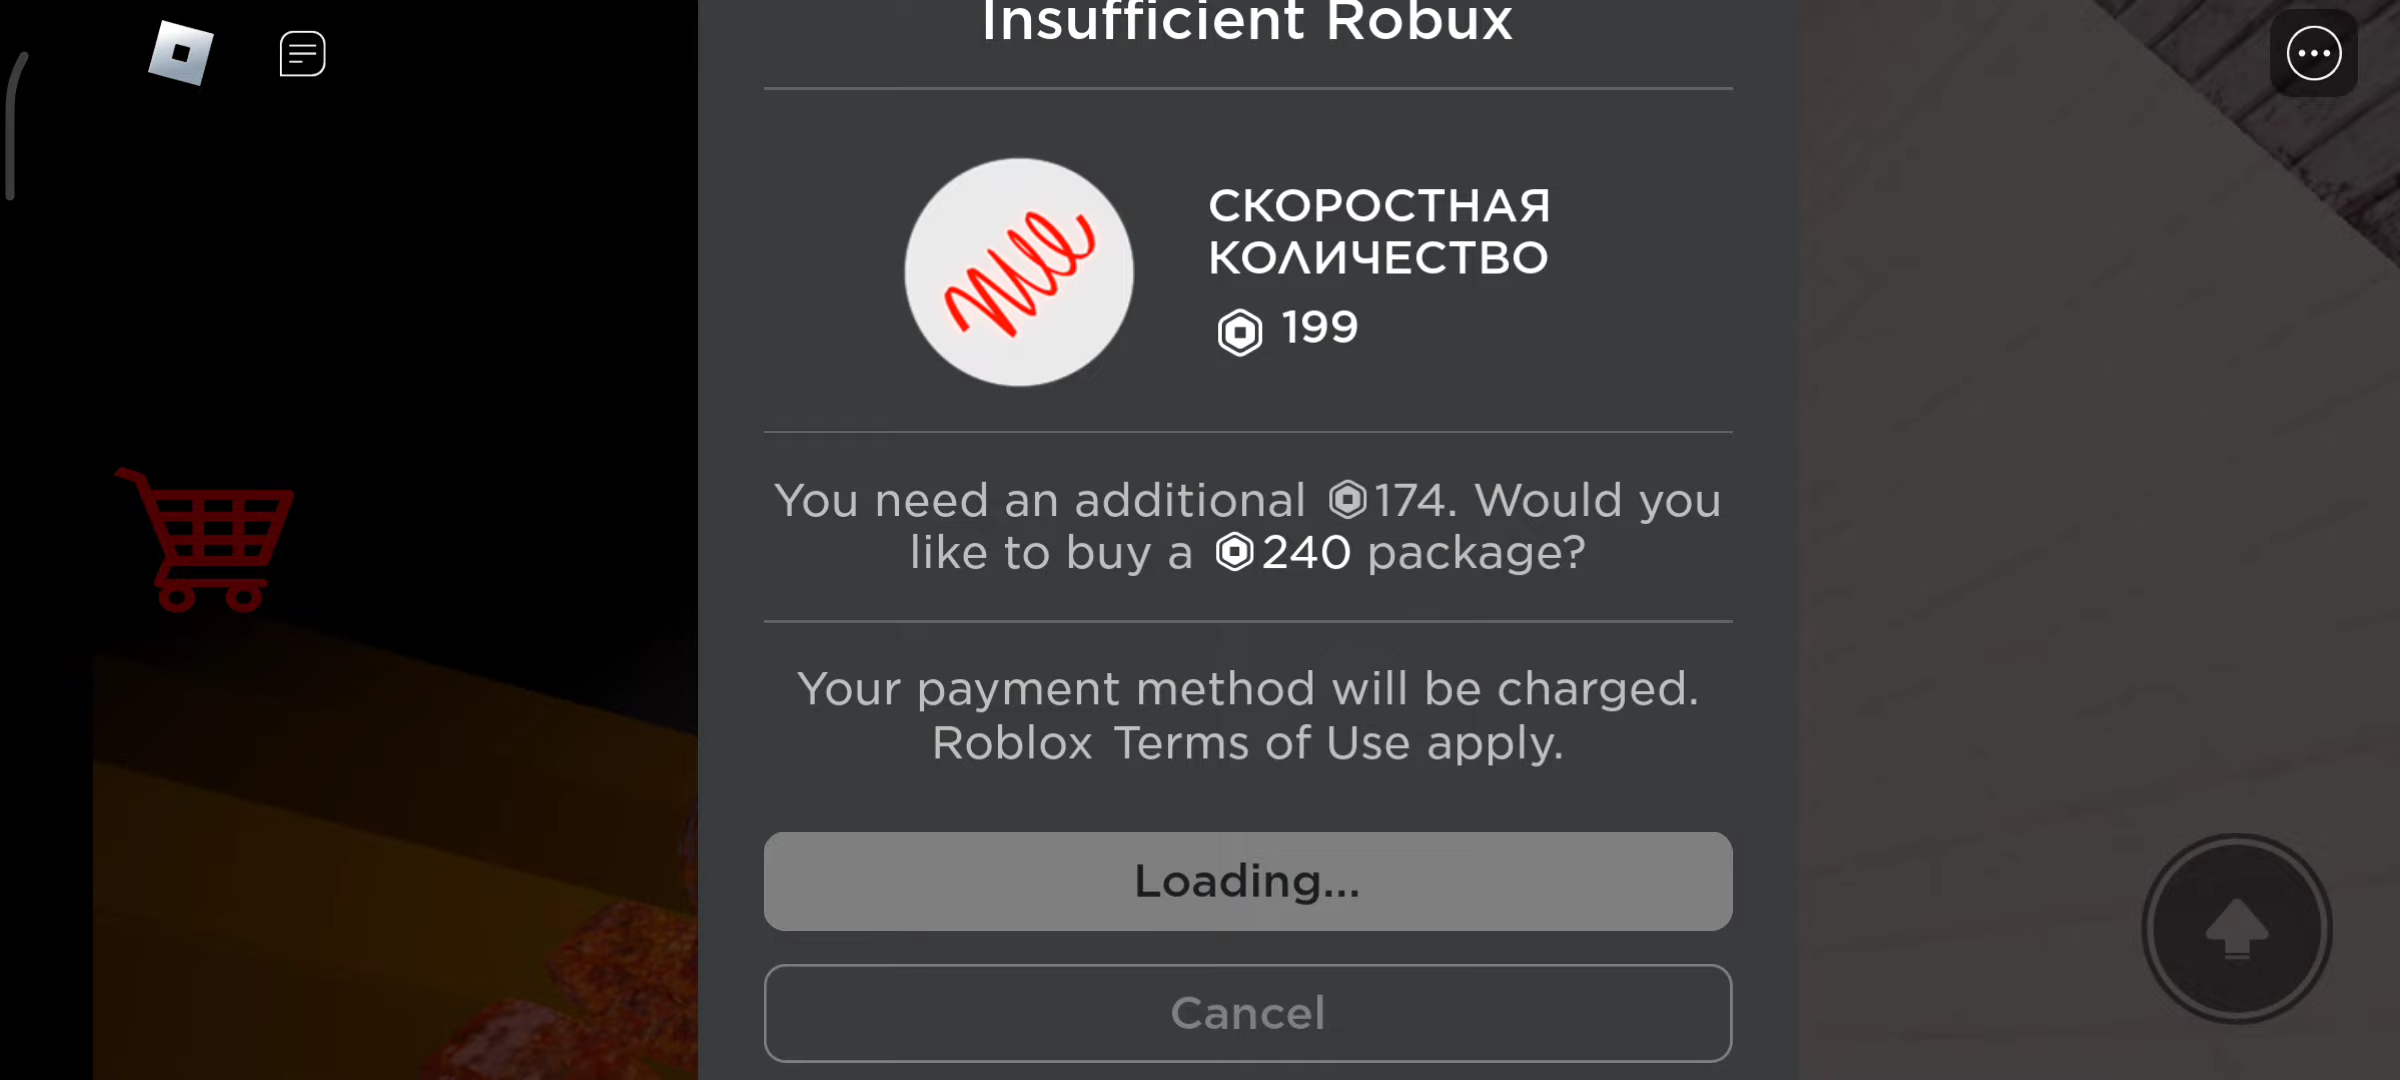 Insufficient Robux
СКОРОСТНАЯ
КОЛИЧЕСТВО
199
You need an additional 174. Would you
like to buy a 240 package?
Your payment method will be charged.
Roblox Terms of Use apply.
Loading...
Cancel